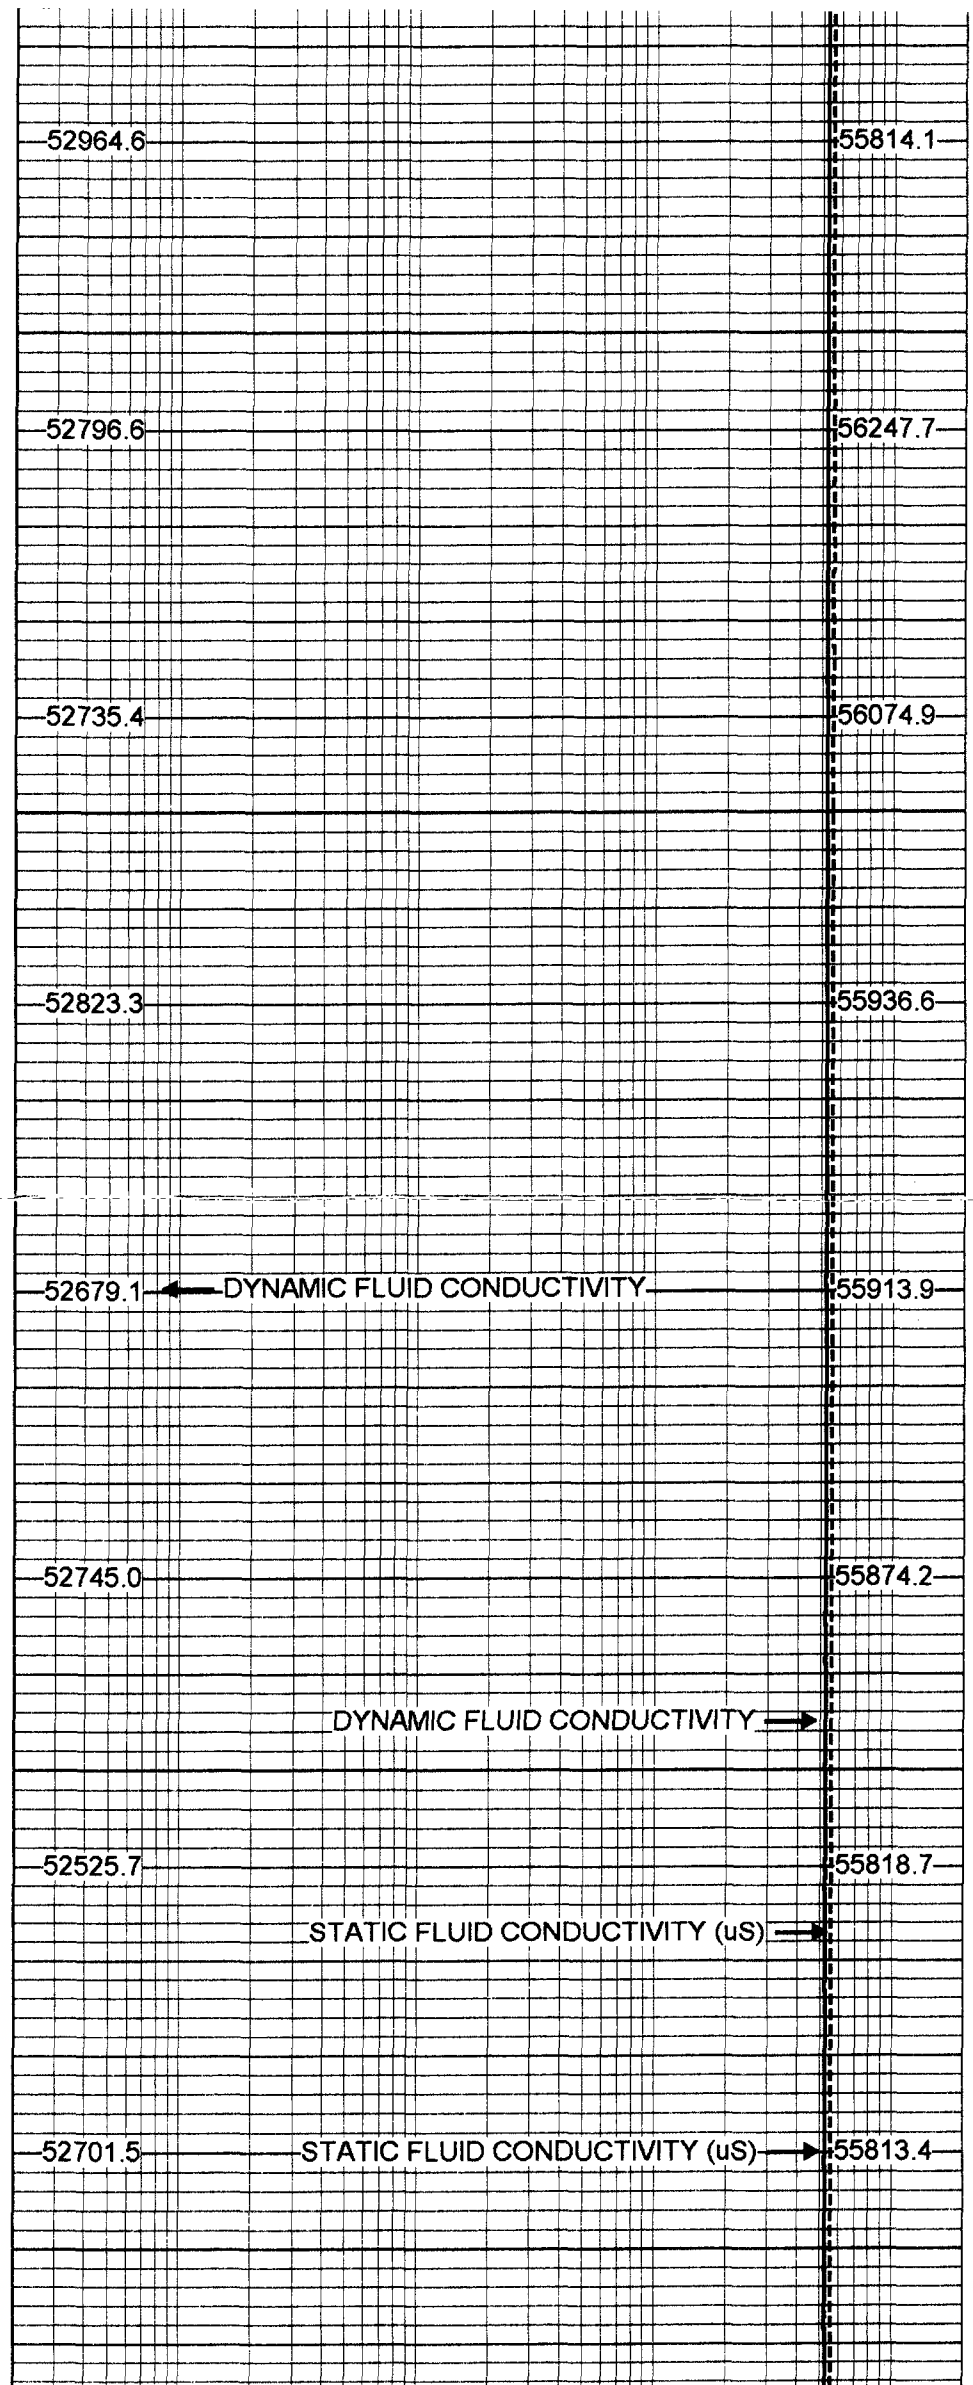 52964.6 55814.1
52796.6 56247.7
52735.4 56074.9
52823.3 55936.6
52679.1 DYNAMIC FLUID CONDUCTIVITY 55913.9
52745.0 55874.2
DYNAMIC FLUID CONDUCTIVITY
52525.7 55818.7
STATIC FLUID CONDUCTIVITY (uS)
52701.5 STATIC FLUID CONDUCTIVITY (uS) 55813.4